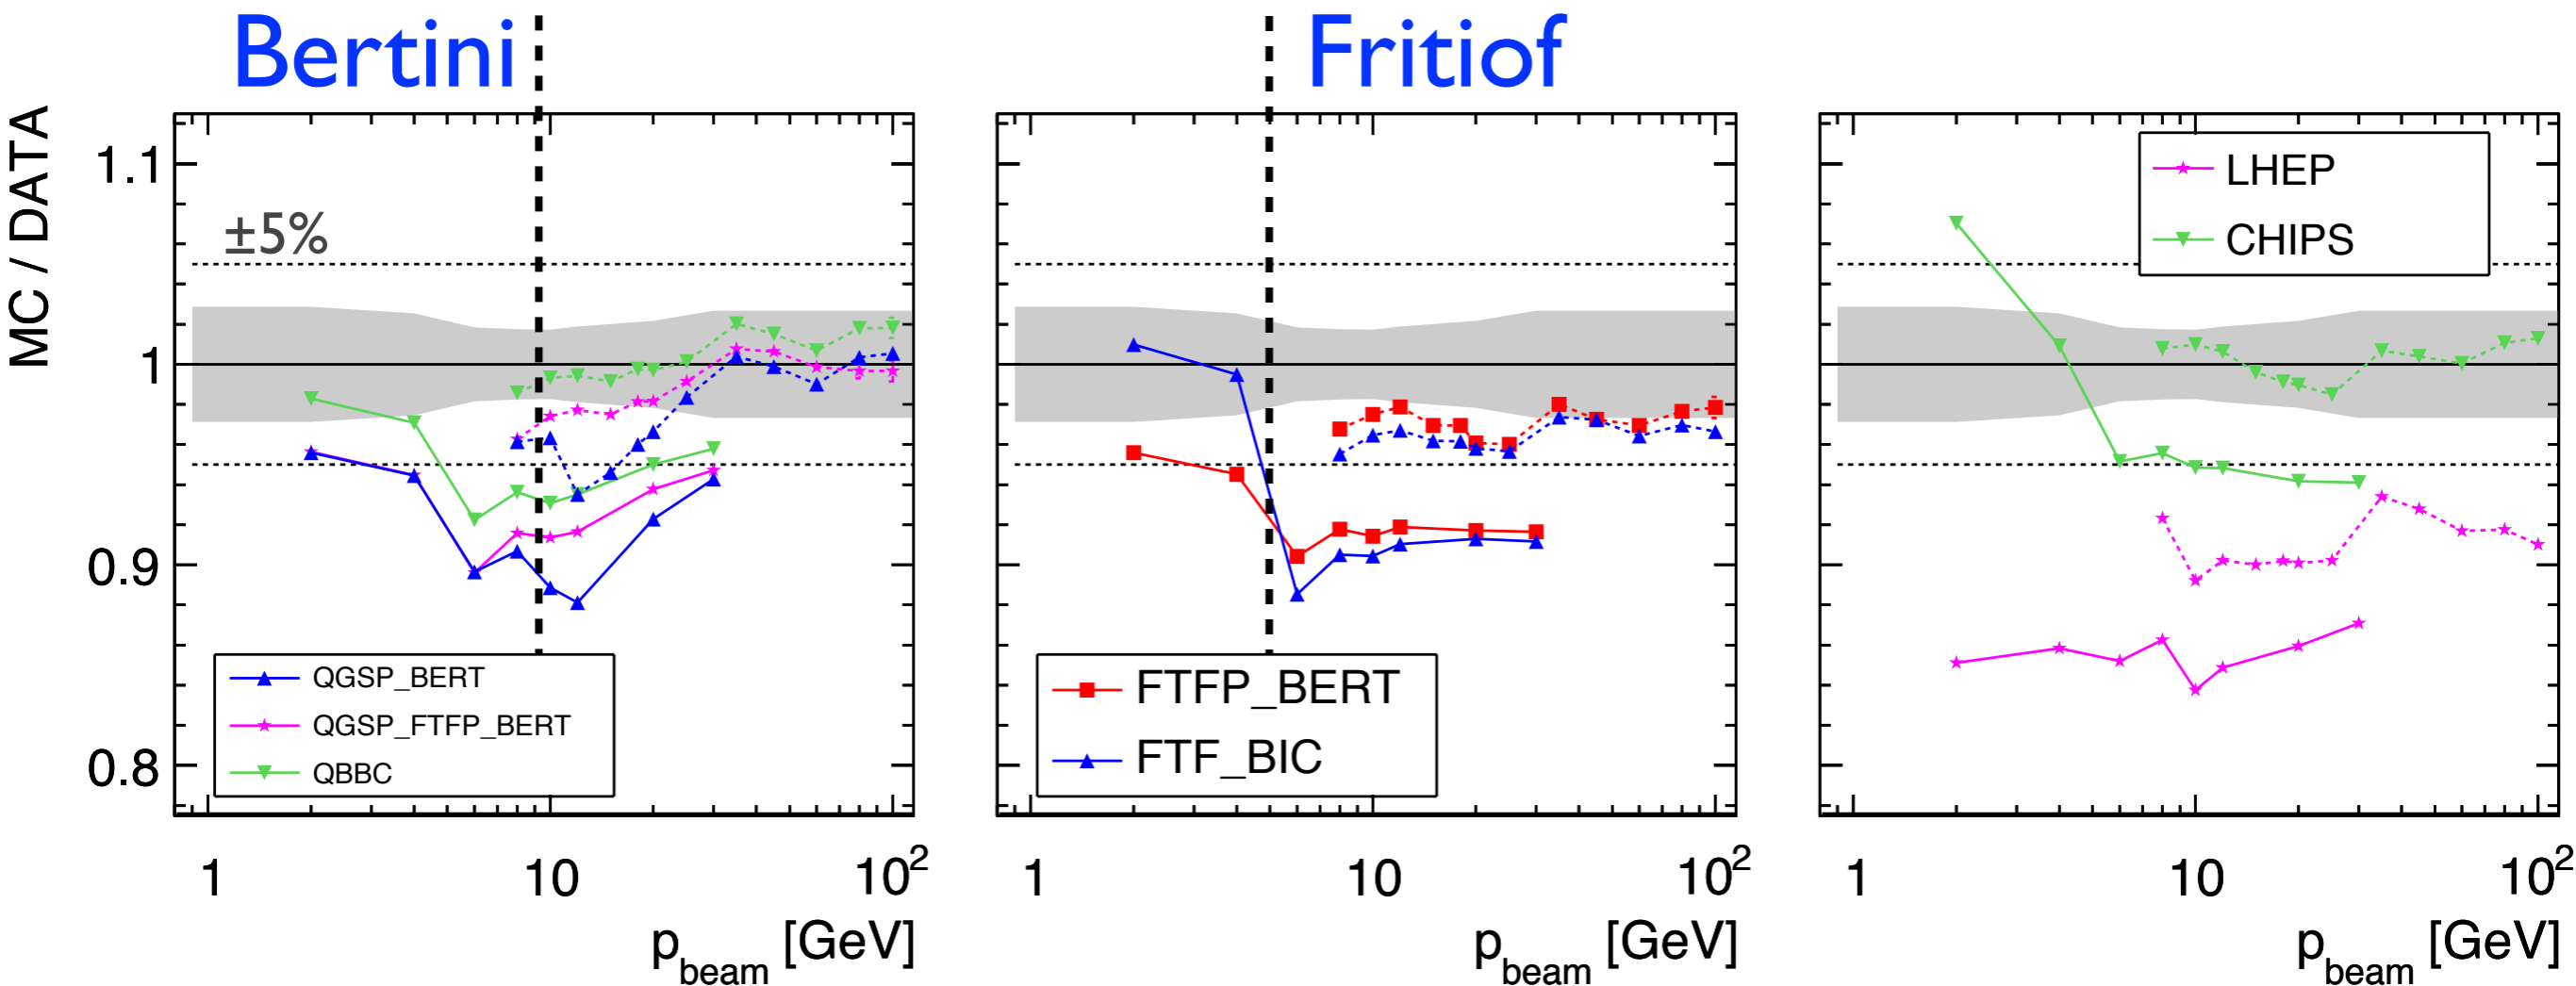 Bertini
Fritiof
MC / DATA
1.1
1
0.9
0.8
±5%
QGSP_BERT
QGSP_FTFP_BERT
QBBC
1 10 10²
p_beam [GeV]
FTFP_BERT
FTF_BIC
1 10 10²
p_beam [GeV]
LHEP
CHIPS
1 10 10²
p_beam [GeV]